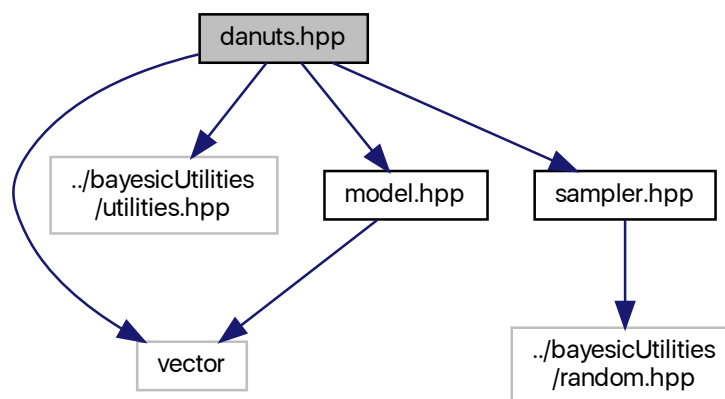 danuts.hpp
../bayesicUtilities
/utilities.hpp
model.hpp
sampler.hpp
vector
../bayesicUtilities
/random.hpp